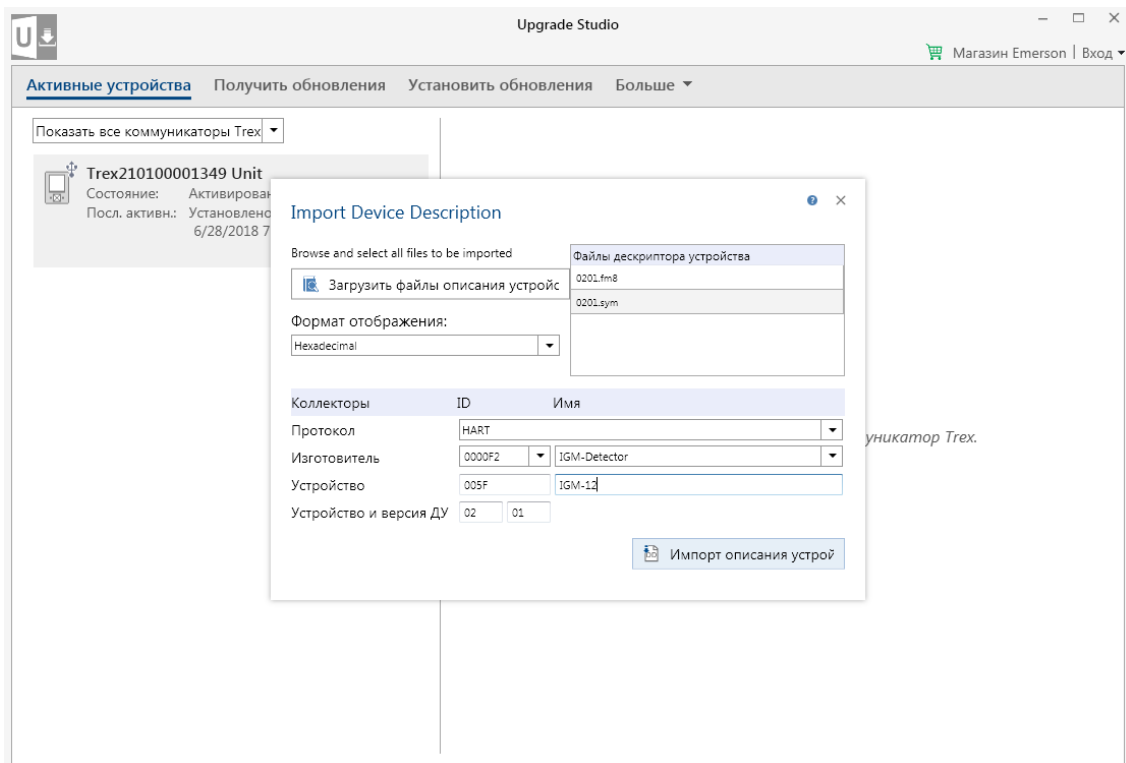 Upgrade Studio
Магазин Emerson | Вход
Активные устройства Получить обновления Установить обновления Больше
Показать все коммуникаторы Trex
Trex210100001349 Unit
Состояние: Активирован
Посл. активн.: Установлено
6/28/2018 7
Import Device Description
Browse and select all files to be imported
Загрузить файлы описания устройс
Файлы дескриптора устройства
0201.fm8
0201.sym
Формат отображения:
Hexadecimal
Коллекторы ID Имя
Протокол HART
Изготовитель 0000F2 IGM-Detector
Устройство 005F IGM-12
Устройство и версия ДУ 02 01
Импорт описания устрой
уникатор Trex.